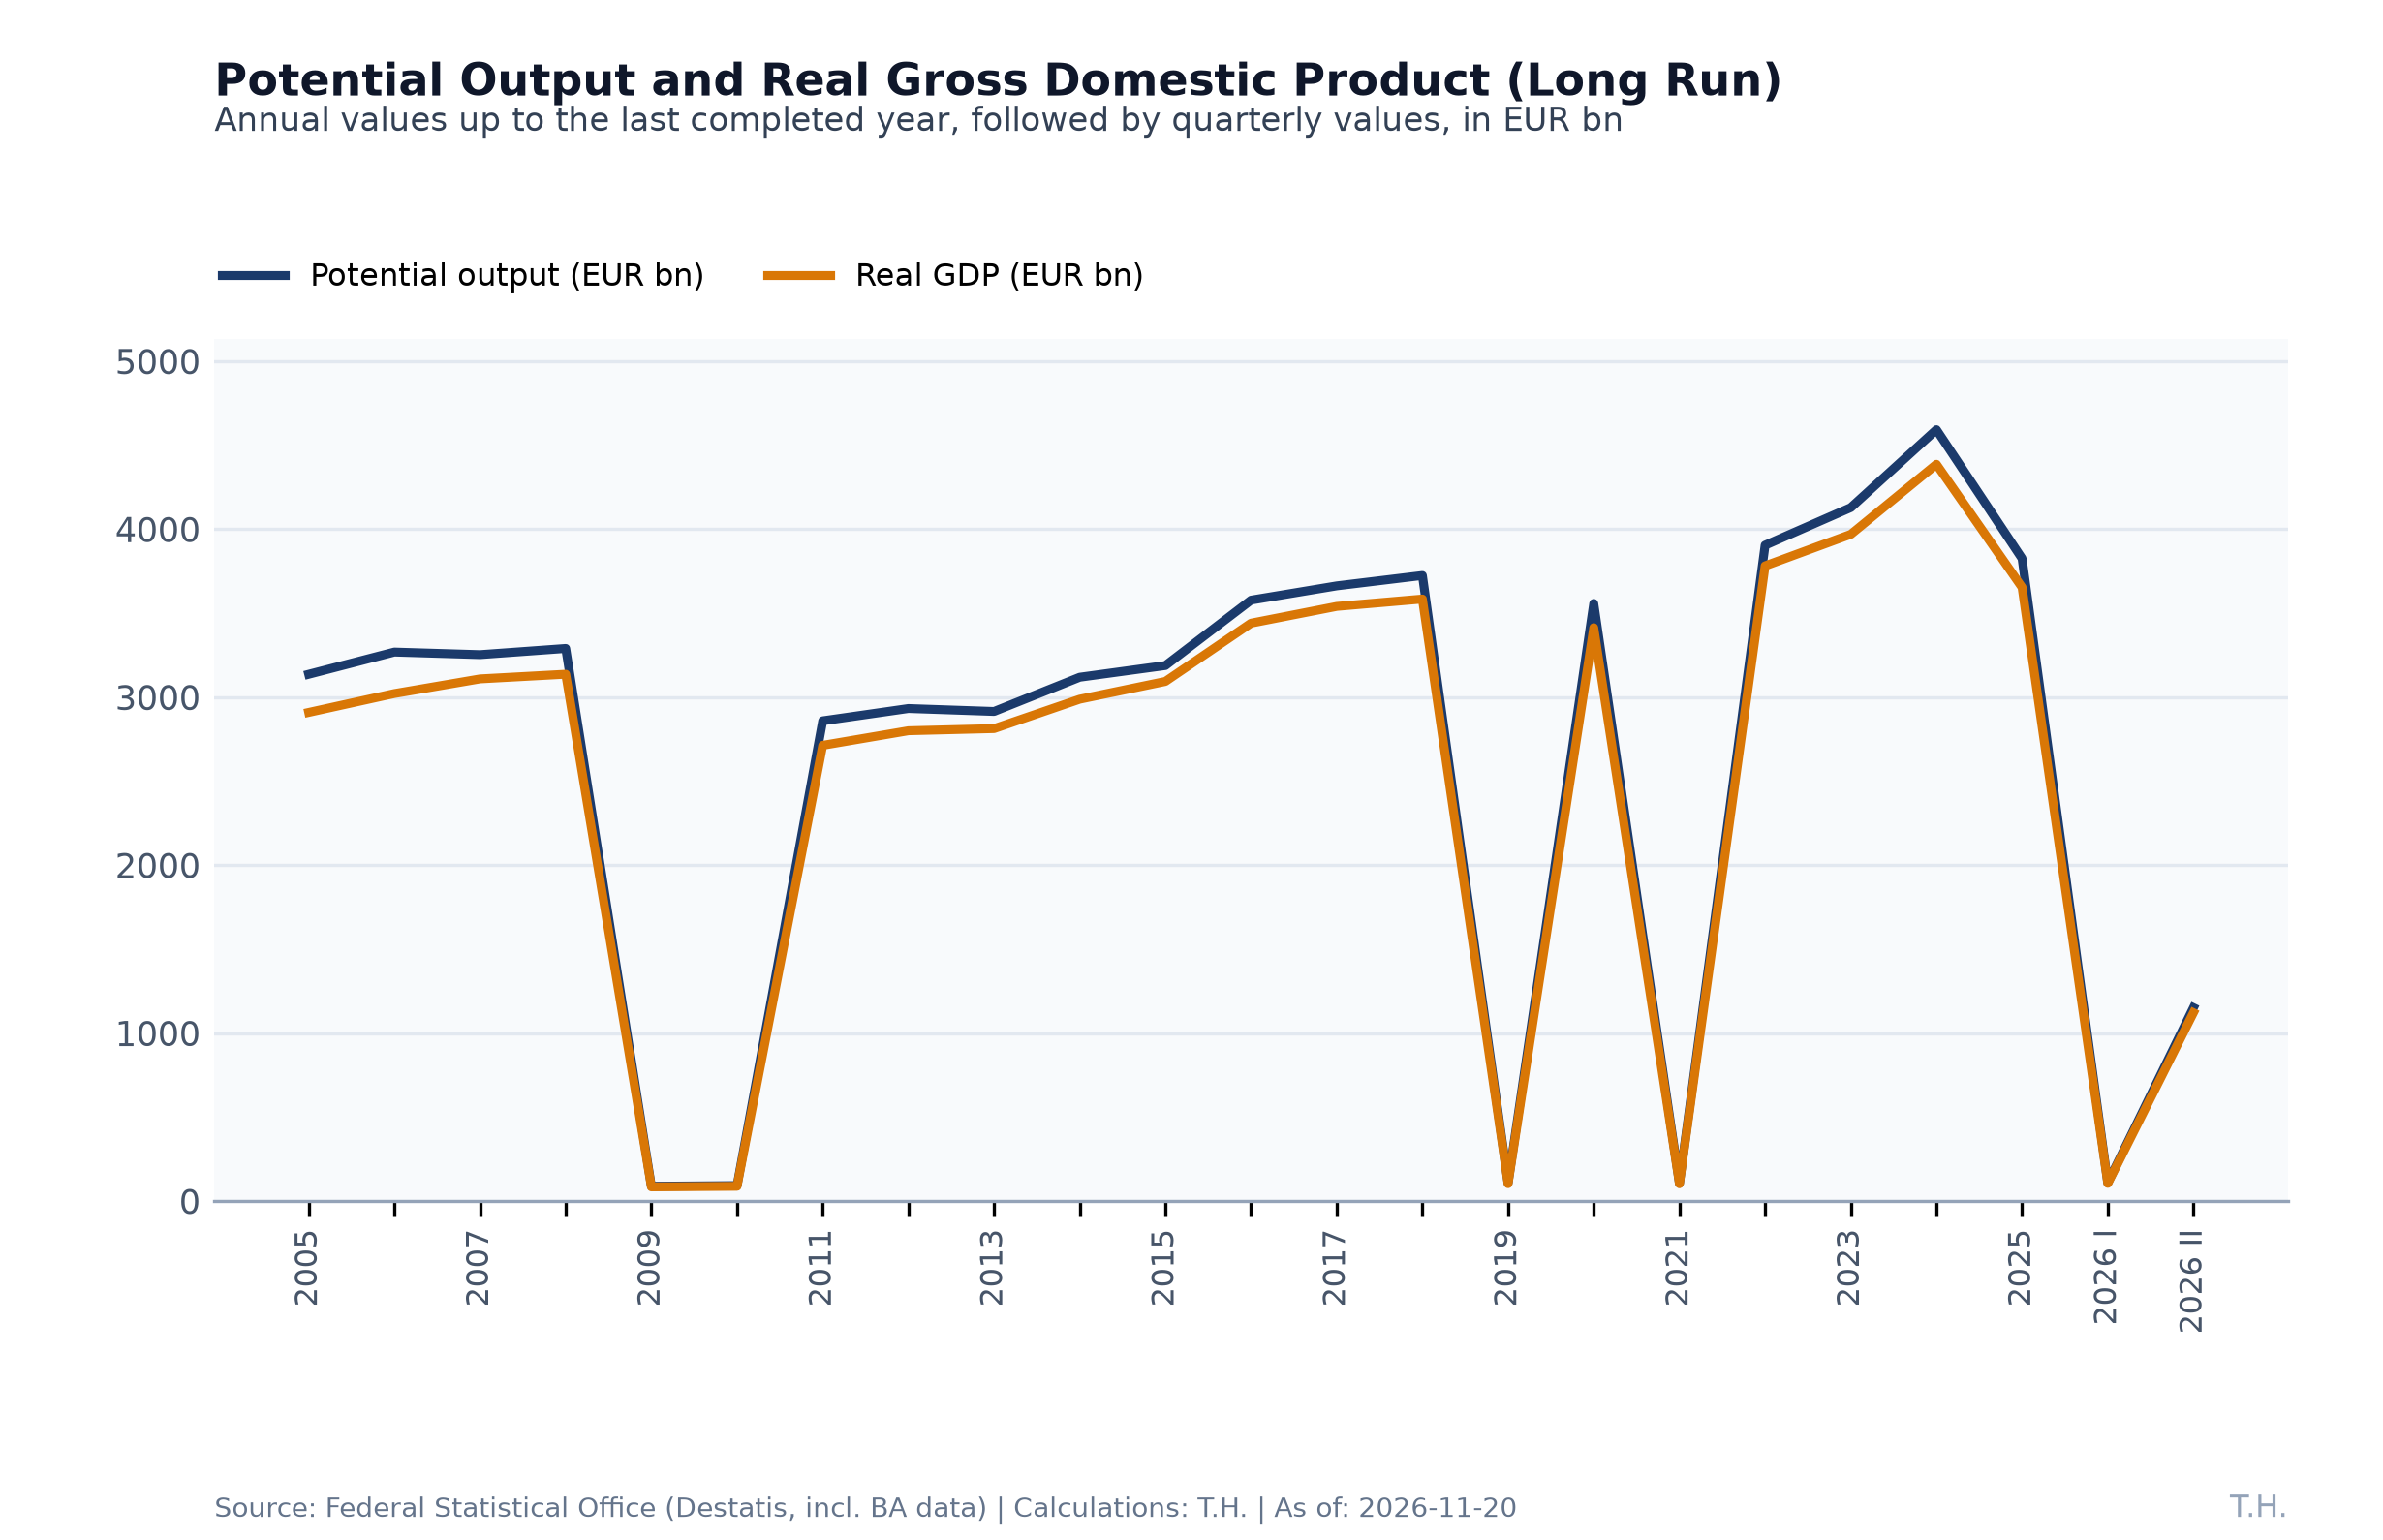 Potential Output and Real Gross Domestic Product (Long Run)
Annual values up to the last completed year, followed by quarterly values, in EUR bn
Potential output (EUR bn)
Real GDP (EUR bn)
5000
4000
3000
2000
1000
0
2005
2007
2009
2011
2013
2015
2017
2019
2021
2023
2025
2026 I
2026 II
Source: Federal Statistical Office (Destatis, incl. BA data) | Calculations: T.H. | As of: 2026-11-20
T.H.